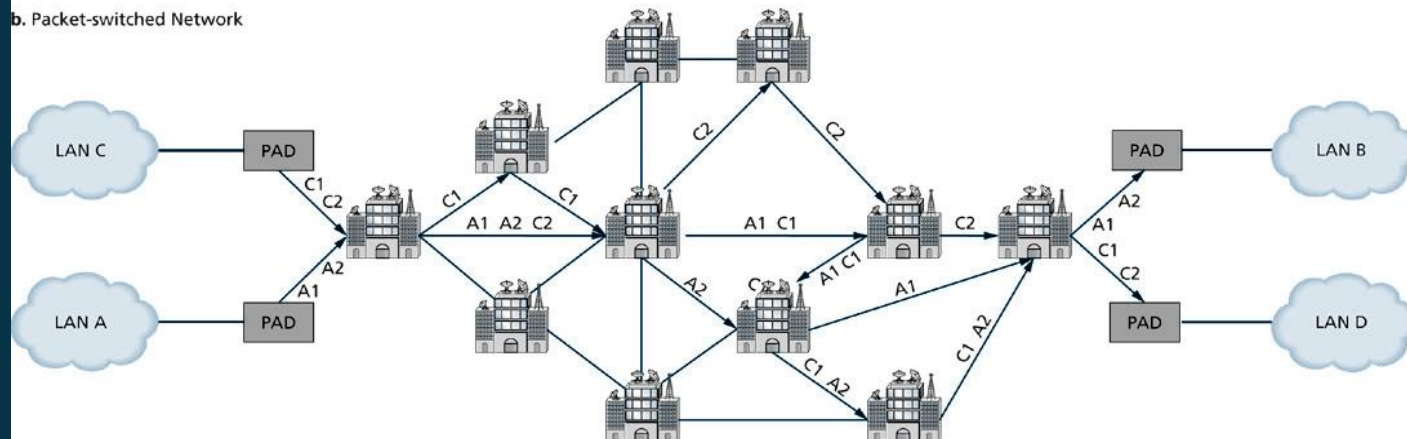 b. Packet-switched Network
LAN C
PAD
C1
C2
LAN A
PAD
A1
A2
C1
C1
A1 A2 C2
C2
C2
A1 C1
A2
C
A1 C1
C2
A1
C1 A2
C1 A2
A1
A2
C1
C2
PAD
LAN B
PAD
LAN D